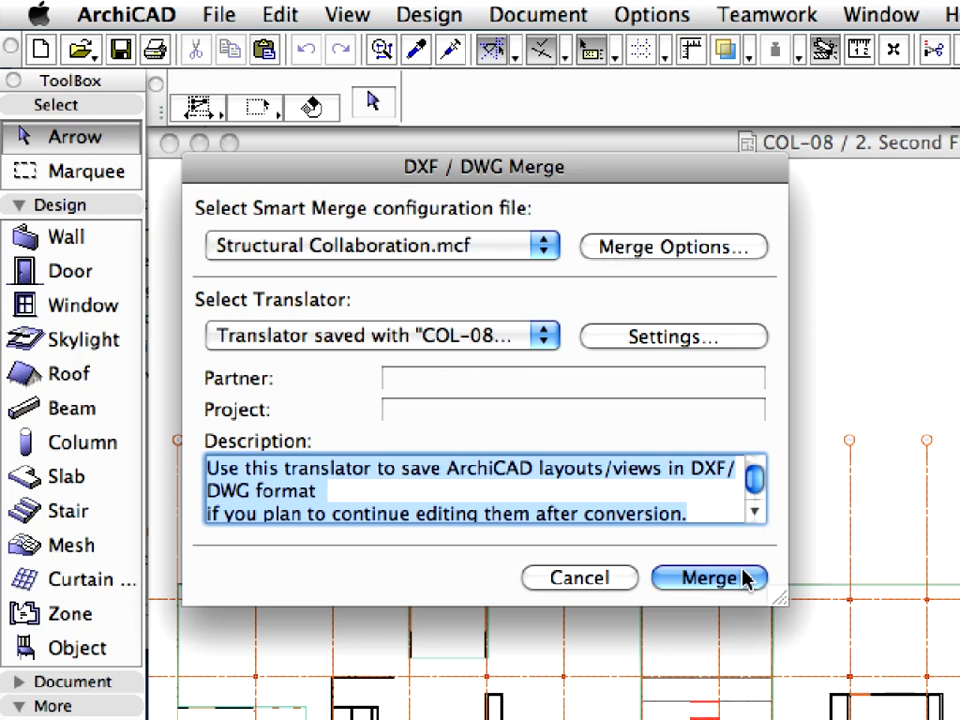 ArchiCAD File Edit View Design Document Options Teamwork Window H
ToolBox
Select
Arrow
Marquee
Design
Wall
Door
Window
Skylight
Roof
Beam
Column
Slab
Stair
Mesh
Curtain ...
Zone
Object
Document
More
COL-08 / 2. Second F
DXF / DWG Merge
Select Smart Merge configuration file:
Structural Collaboration.mcf
Merge Options...
Select Translator:
Translator saved with "COL-08...
Settings...
Partner:
Project:
Description:
Use this translator to save ArchiCAD layouts/views in DXF/
DWG format
if you plan to continue editing them after conversion.
Cancel
Merge